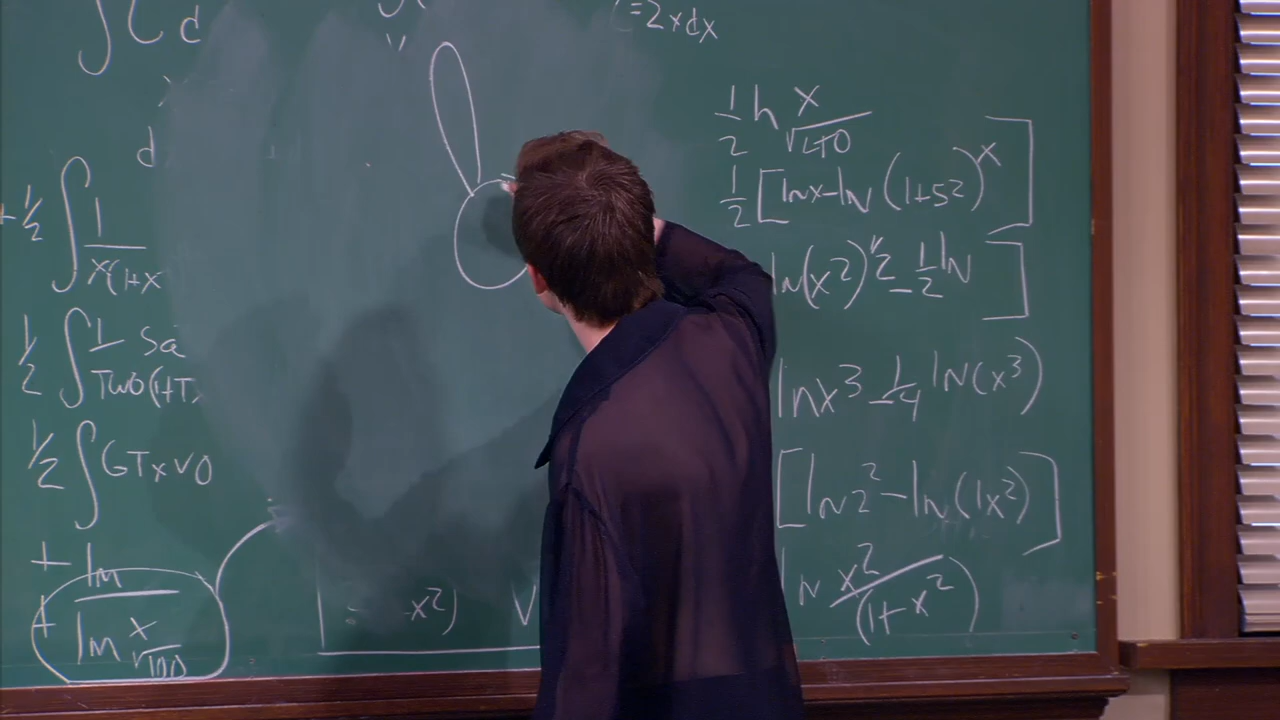 ∫ ( d
=2xdx
d
+ ½ ∫ 1/x(1+x
½ ∫ 1/Two(1+T, Sa
½ ∫ GTxVO
+ ln
+ ln x/√100
x²)
V
½ h x/√1+0
½ [lnx-ln (1+5²)^x]
ln(x²)^½ - ½ lN ]
lnx³ - ¼ lN(x³)
[ln2² - ln(1x²)]
lN x²/(1+x²)